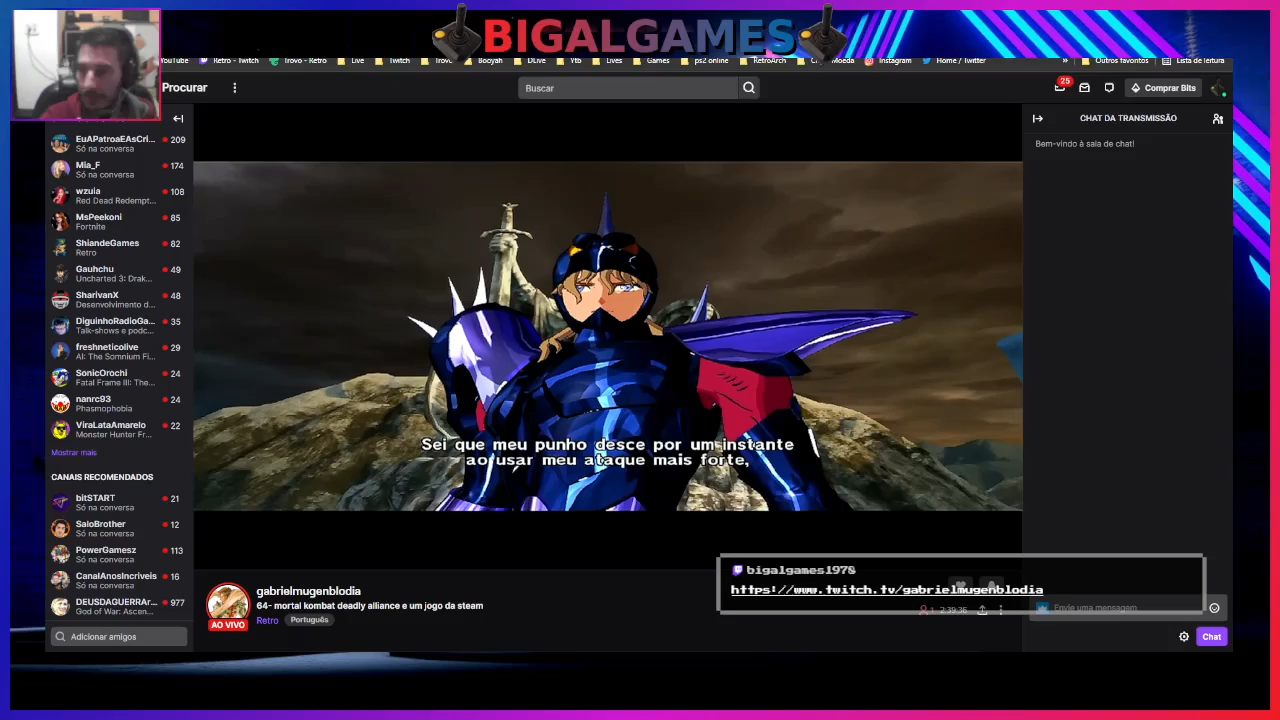 BIGALGAMES
YouTube
Retro - Twitch
Trovo - Retro
Live
Twitch
Trovo
Booyah
DLive
Ytb
Lives
Games
ps2 online
RetroArch
Instagram
Home / Twitter
Outros favoritos
Lista de leitura
Procurar
Buscar
25
Comprar Bits
EuAPatroaEAsCri... 209
Só na conversa
Mia_F 174
Só na conversa
wzuia 108
Red Dead Redempt...
MsPeekoni 85
Fortnite
ShiandeGames 82
Retro
Gauhchu 49
Uncharted 3: Drak...
SharivanX 48
Desenvolvimento d...
DiguinhoRadioGa... 35
Talk-shows e podc...
freshneticolive 29
AI: The Somnium Fi...
SonicOrochi 24
Fatal Frame III: The...
nanrc93 24
Phasmophobia
ViraLataAmarelo 22
Monster Hunter Fr...
Mostrar mais
CANAIS RECOMENDADOS
bitSTART 21
Só na conversa
SaloBrother 12
Só na conversa
PowerGamesz 113
Só na conversa
CanalAnosIncriveis 16
Só na conversa
DEUSDAGUERRAr... 977
God of War: Ascen...
Adicionar amigos
Sei que meu punho desce por um instante
ao usar meu ataque mais forte,
AO VIVO
gabrielmugenblodia
64- mortal kombat deadly alliance e um jogo da steam
Retro Português
CHAT DA TRANSMISSÃO
Bem-vindo à sala de chat!
bigalgames1978
https://www.twitch.tv/gabrielmugenblodia
1 2:39:36
Envie uma mensagem
Chat